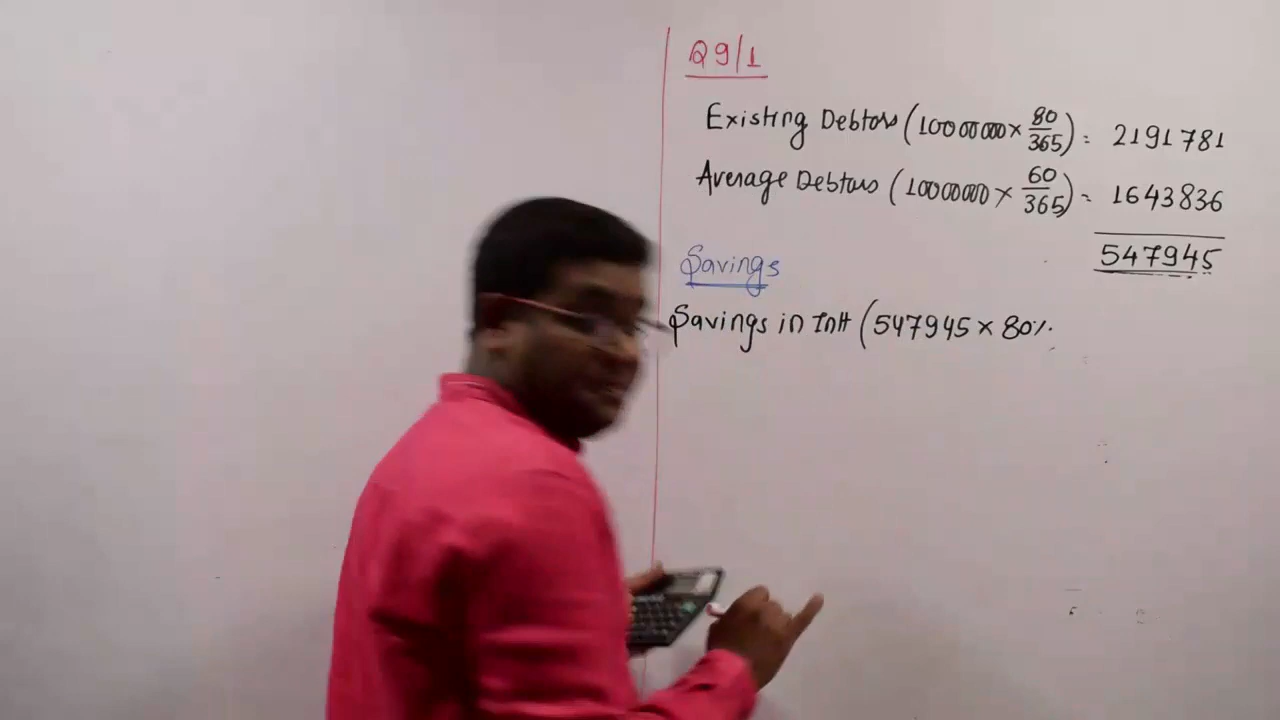 Q9/1
Existing Debtors (10000000 × 80/365) = 2191781
Average Debtors (10000000 × 60/365) = 1643836
547945
Savings
Savings in Int (547945 × 80%